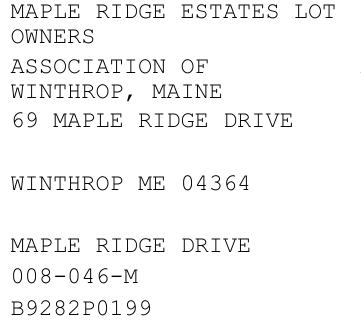 MAPLE RIDGE ESTATES LOT
OWNERS
ASSOCIATION OF
WINTHROP, MAINE
69 MAPLE RIDGE DRIVE
WINTHROP ME 04364
MAPLE RIDGE DRIVE
008-046-M
B9282P0199